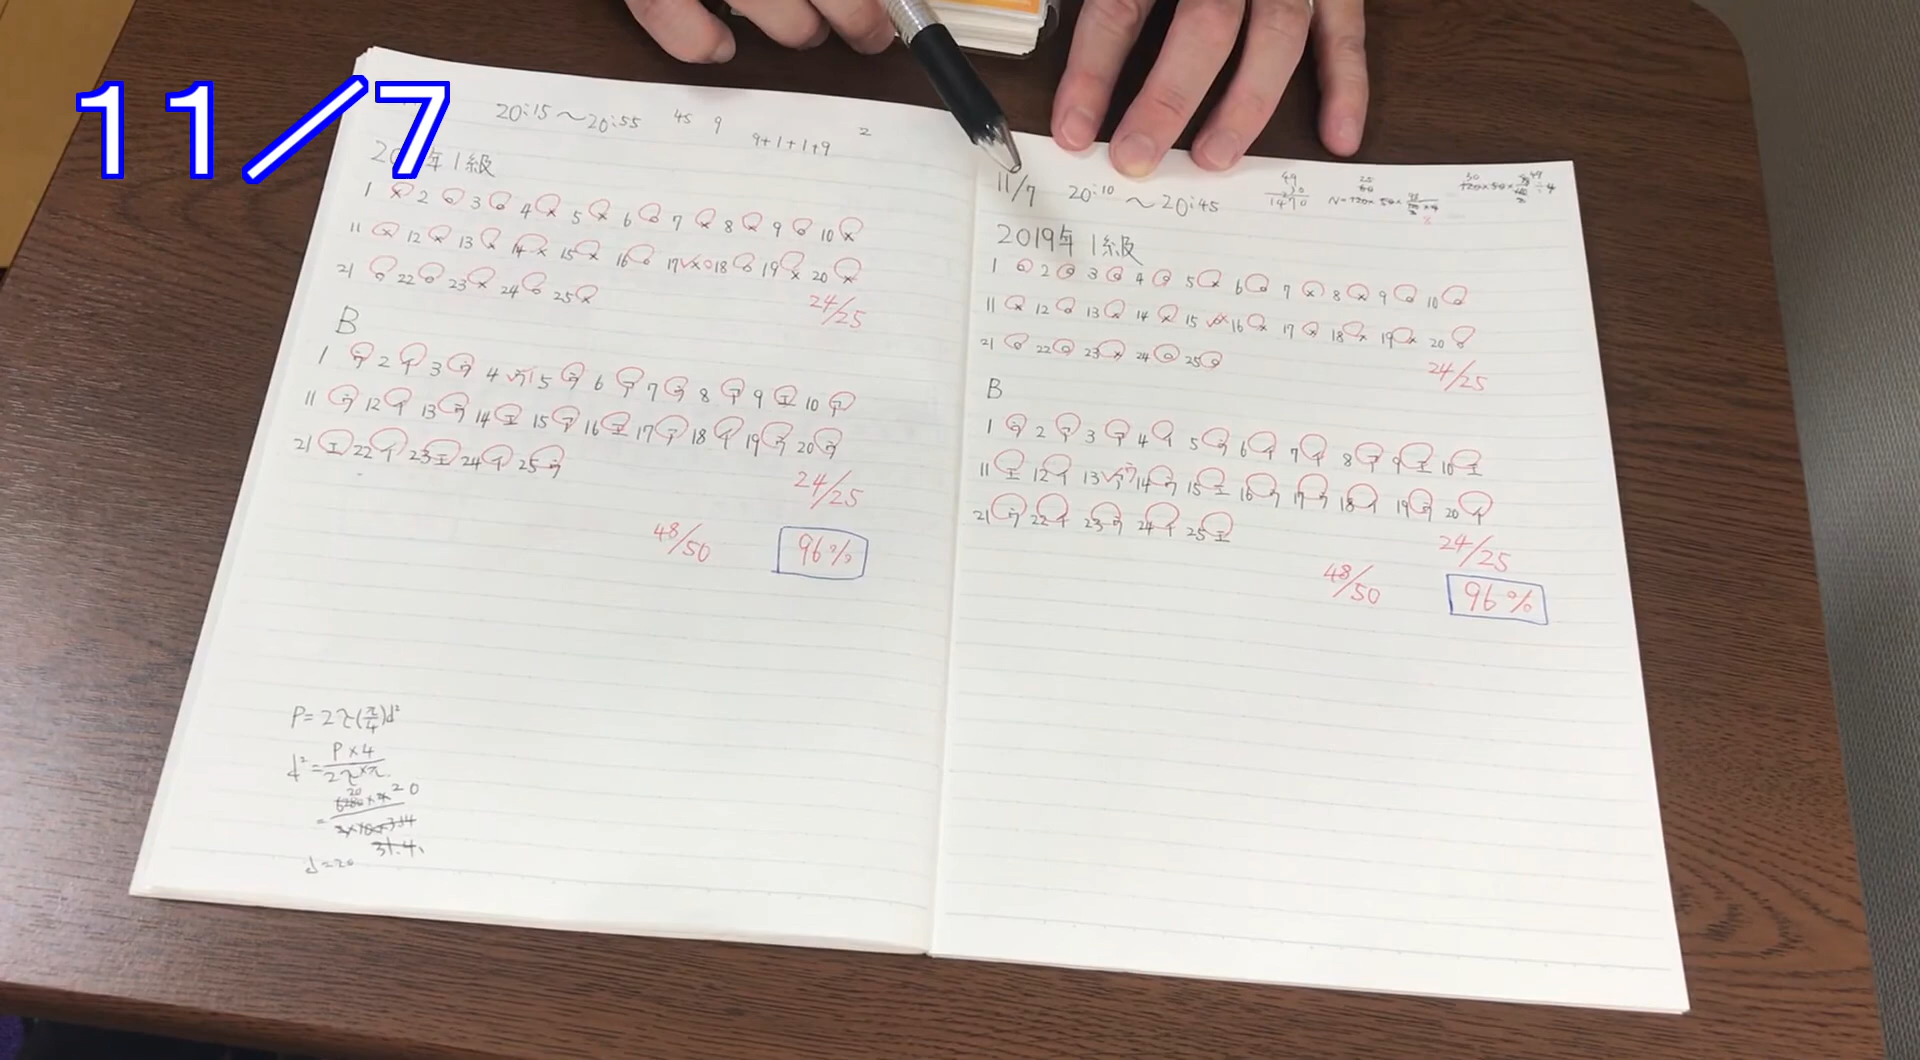 11/7
20:15～20:55 45 9
9+1+1+9 2
年1級
1 × 2 ○ 3 ○ 4 × 5 × 6 ○ 7 × 8 × 9 ○ 10 ×
11 × 12 × 13 × 14 × 15 × 16 ○ 17 × ○ 18 ○ 19 × 20 ×
21 ○ 22 ○ 23 × 24 ○ 25 ×
24/25
B
1 ウ 2 イ 3 ウ 4 5 ウ 6 ア 7 ウ 8 ア 9 エ 10 ア
11 ウ 12 イ 13 ウ 14 エ 15 ア 16 エ 17 ア 18 イ 19 ウ 20 ウ
21 エ 22 イ 23 エ 24 イ 25 ウ
24/25
48/50 96%
P=2τ(π/4)d²
d²=P×4/2τ×π
d=20
11/7 20:10～20:45
49
1470
2019年1級
1 ○ 2 ○ 3 ○ 4 ○ 5 × 6 ○ 7 × 8 × 9 ○ 10 ○
11 × 12 ○ 13 × 14 × 15 16 × 17 × 18 × 19 × 20 ○
21 ○ 22 ○ 23 × 24 ○ 25 ○
24/25
B
1 ウ 2 ア 3 ア 4 イ 5 ウ 6 イ 7 イ 8 ア 9 エ 10 エ
11 エ 12 イ 13 14 ウ 15 エ 16 ウ 17 ウ 18 イ 19 ウ 20 イ
21 ウ 22 イ 23 ウ 24 イ 25 エ
24/25
48/50 96%